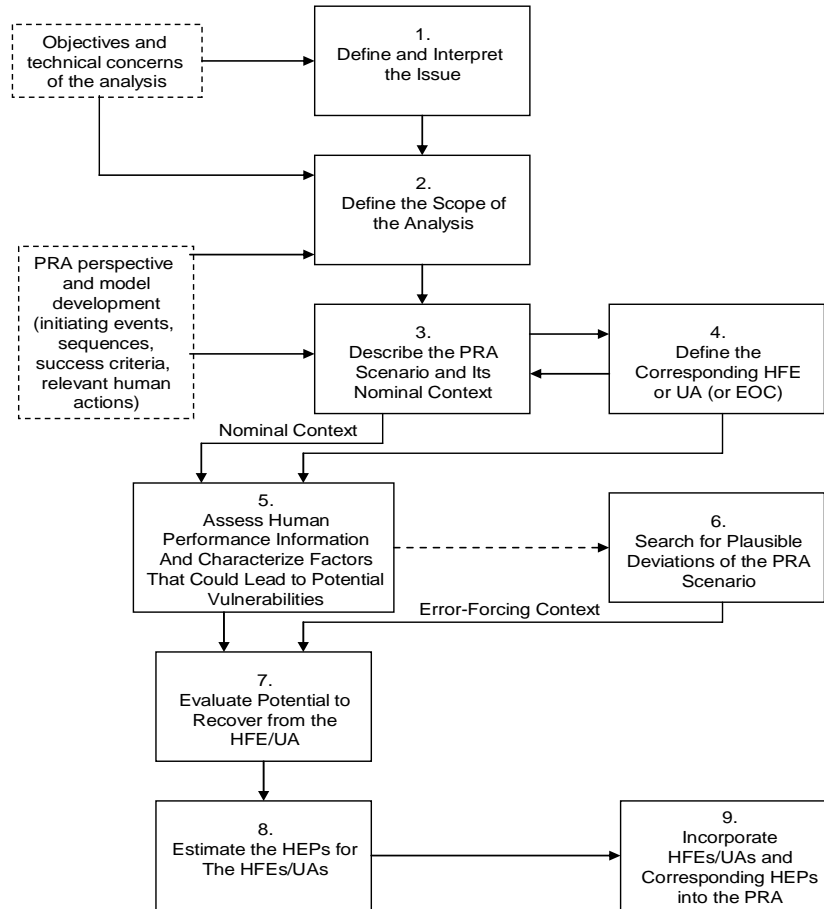 Objectives and
technical concerns
of the analysis
1.
Define and Interpret
the Issue
2.
Define the Scope of
the Analysis
PRA perspective
and model
development
(initiating events,
sequences,
success criteria,
relevant human
actions)
3.
Describe the PRA
Scenario and Its
Nominal Context
4.
Define the
Corresponding HFE
or UA (or EOC)
Nominal Context
5.
Assess Human
Performance Information
And Characterize Factors
That Could Lead to Potential
Vulnerabilities
6.
Search for Plausible
Deviations of the PRA
Scenario
Error-Forcing Context
7.
Evaluate Potential to
Recover from the
HFE/UA
8.
Estimate the HEPs for
The HFEs/UAs
9.
Incorporate
HFEs/UAs and
Corresponding HEPs
into the PRA